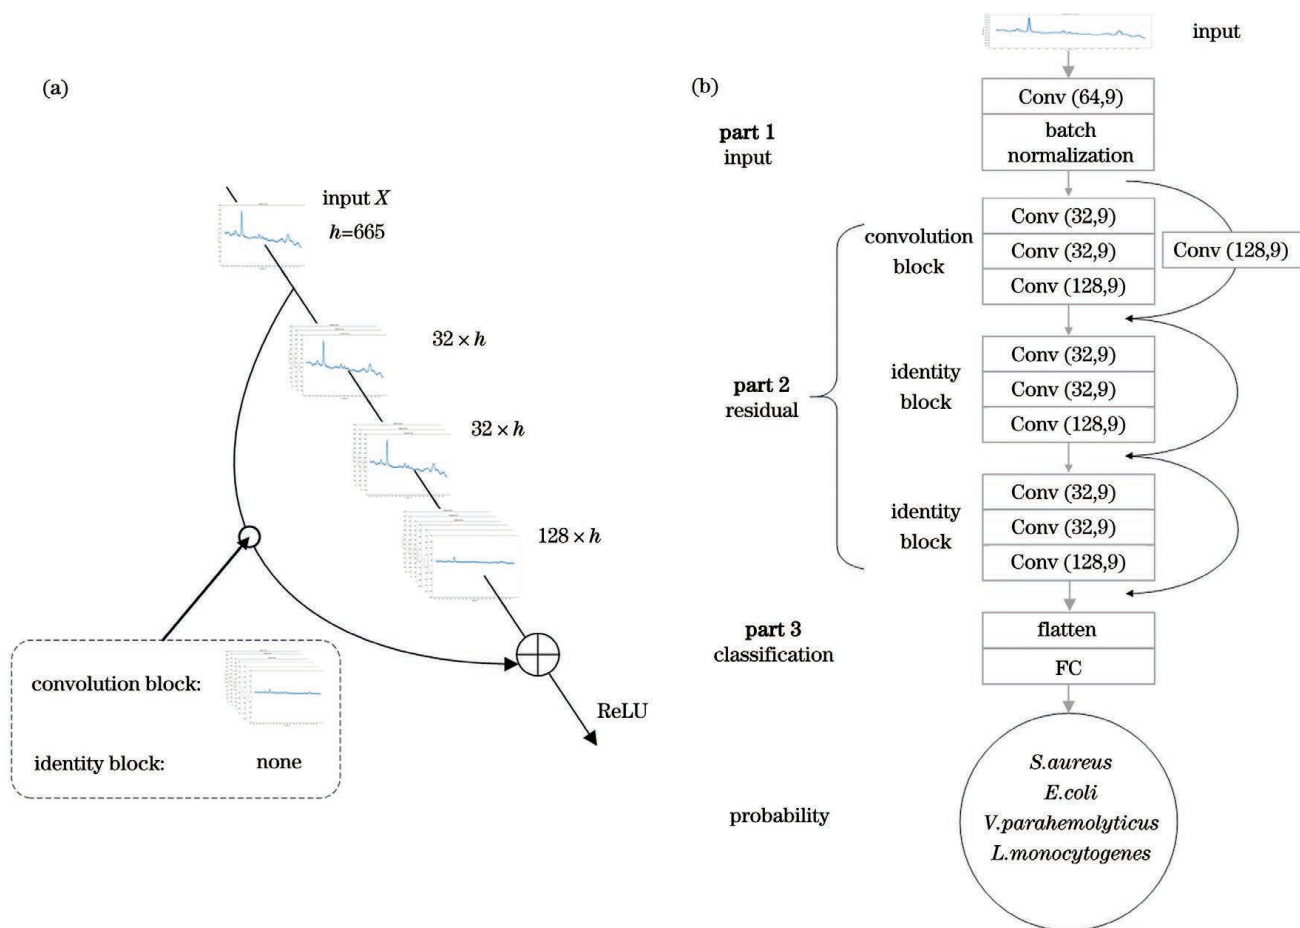 (a)
input X
h=665
32 × h
32 × h
128 × h
convolution block:
identity block: none
ReLU
(b)
input
Conv (64,9)
batch
normalization
part 1
input
Conv (32,9)
Conv (32,9)
Conv (128,9)
convolution
block
Conv (128,9)
Conv (32,9)
Conv (32,9)
Conv (128,9)
identity
block
part 2
residual
Conv (32,9)
Conv (32,9)
Conv (128,9)
identity
block
part 3
classification
flatten
FC
probability
S.aureus
E.coli
V.parahemolyticus
L.monocytogenes